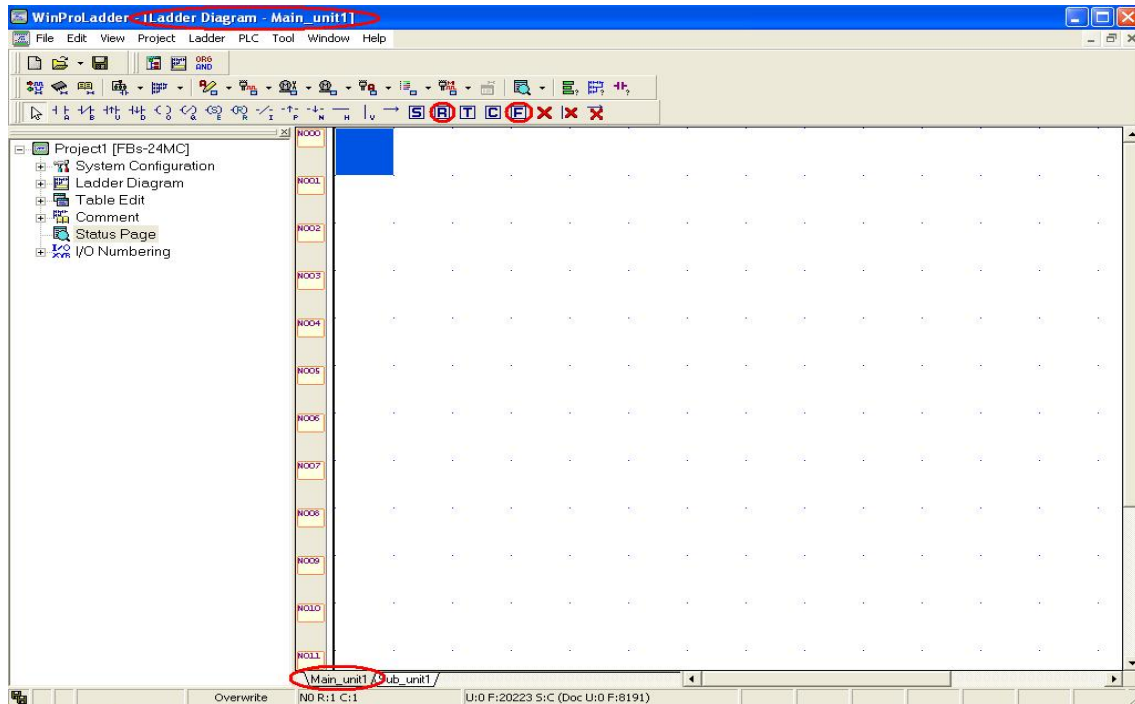 WinProLadder - [Ladder Diagram - Main_unit1]
File Edit View Project Ladder PLC Tool Window Help
ORG
AND
A B U D O Q E R I P N H V S R T C F
Project1 [FBs-24MC]
System Configuration
Ladder Diagram
Table Edit
Comment
Status Page
I/O Numbering
N000
N001
N002
N003
N004
N005
N006
N007
N008
N009
N010
N011
Main_unit1 Sub_unit1
Overwrite N0 R:1 C:1 U:0 F:20223 S:C (Doc U:0 F:8191)